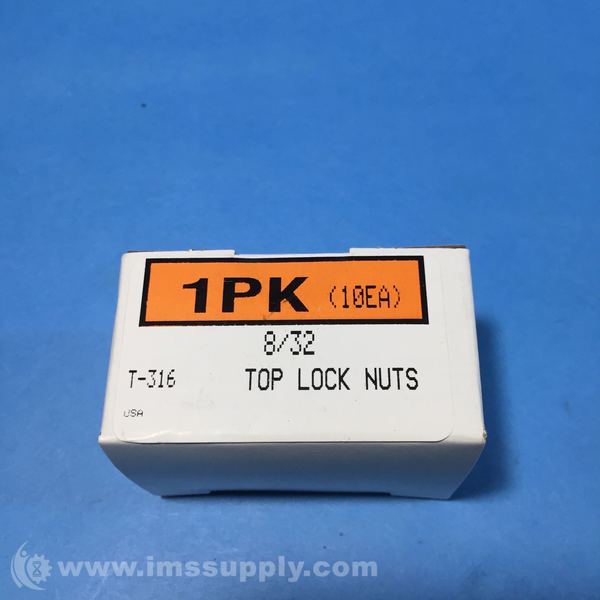 1PK (10EA)
8/32
T-316 TOP LOCK NUTS
USA
www.imssupply.com